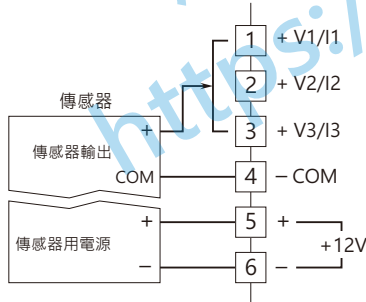 https:/
1 + V1/I1
2 + V2/I2
傳感器
+ 3 + V3/I3
傳感器輸出
COM 4 − COM
+ 5 +
傳感器用電源 +12V
− 6 −